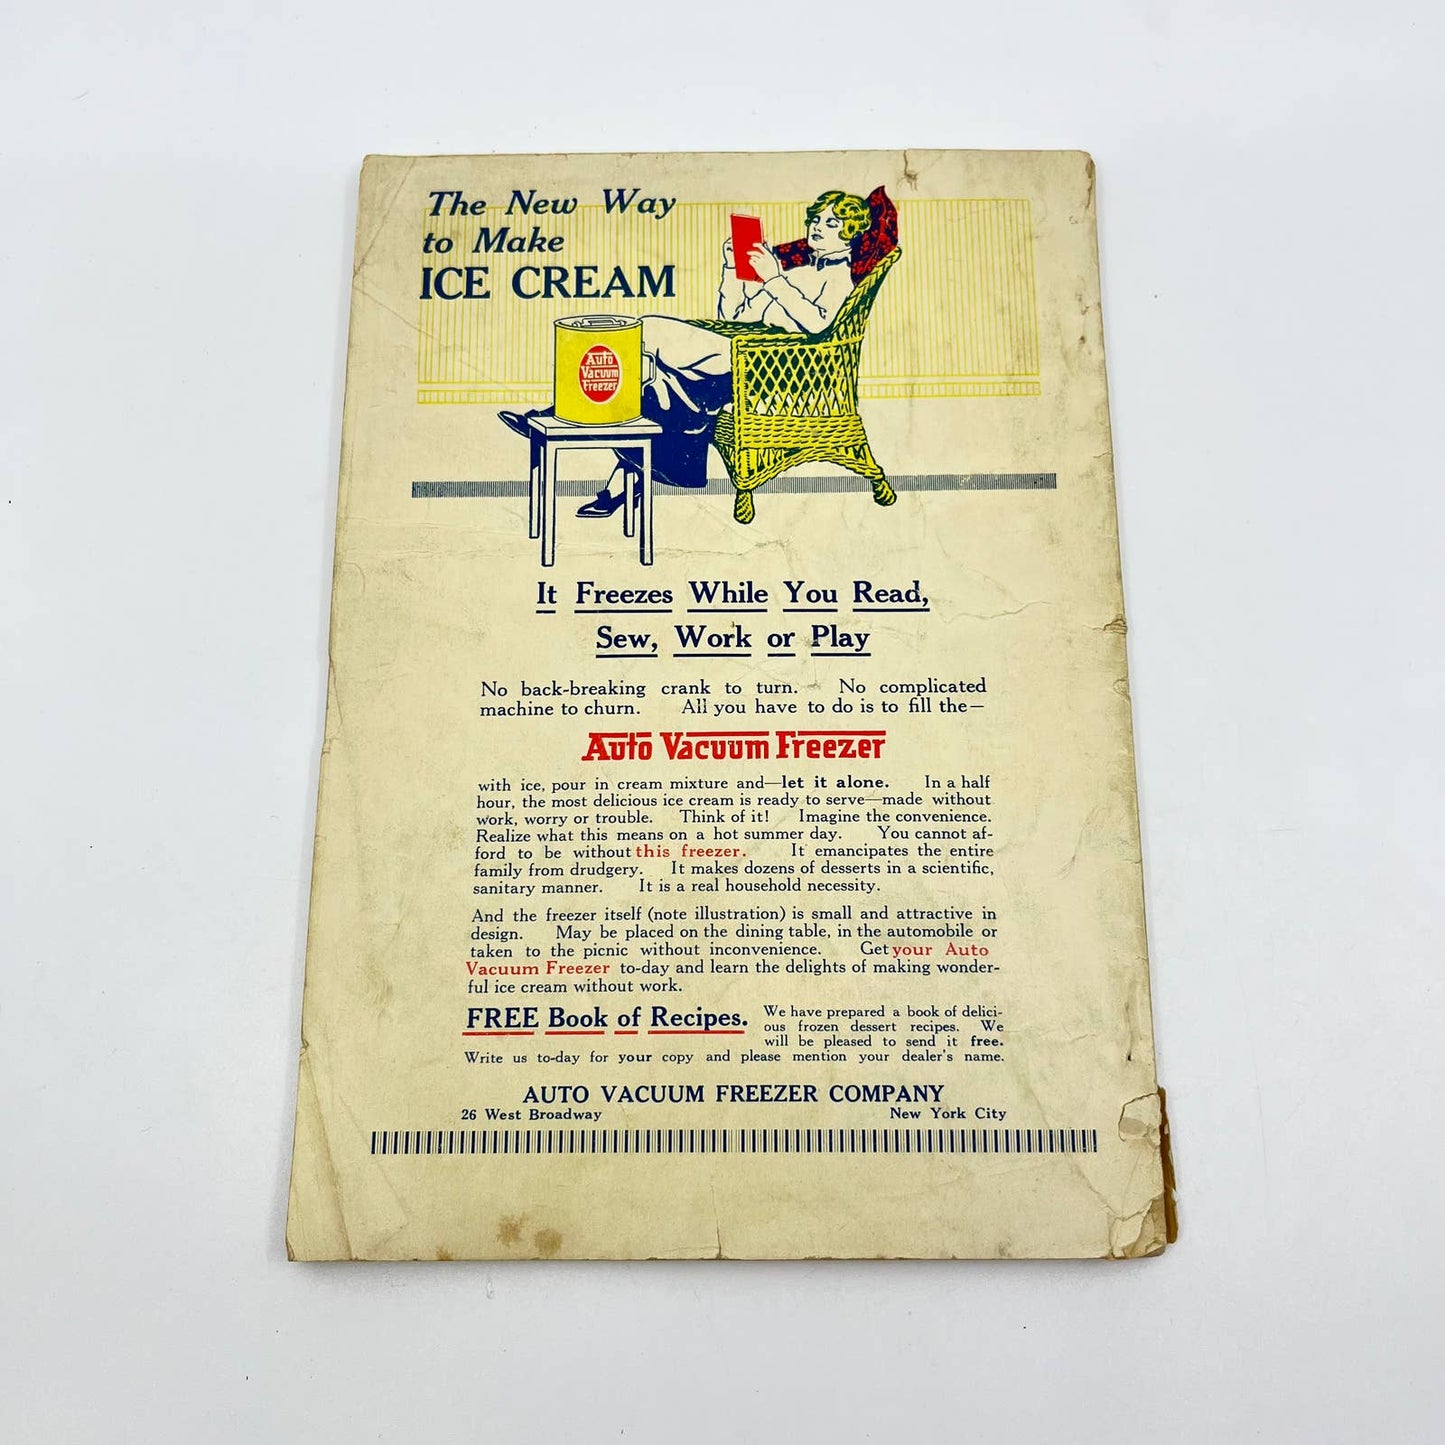 The New Way
to Make
ICE CREAM
Auto
Vacuum
Freezer
It Freezes While You Read,
Sew, Work or Play
No back-breaking crank to turn. No complicated
machine to churn. All you have to do is to fill the—
Auto Vacuum Freezer
with ice, pour in cream mixture and—let it alone. In a half
hour, the most delicious ice cream is ready to serve—made without
work, worry or trouble. Think of it! Imagine the convenience.
Realize what this means on a hot summer day. You cannot af-
ford to be without this freezer. It emancipates the entire
family from drudgery. It makes dozens of desserts in a scientific,
sanitary manner. It is a real household necessity.
And the freezer itself (note illustration) is small and attractive in
design. May be placed on the dining table, in the automobile or
taken to the picnic without inconvenience. Get your Auto
Vacuum Freezer to-day and learn the delights of making wonder-
ful ice cream without work.
FREE Book of Recipes. We have prepared a book of delici-
ous frozen dessert recipes. We
will be pleased to send it free.
Write us to-day for your copy and please mention your dealer's name.
AUTO VACUUM FREEZER COMPANY
26 West Broadway New York City